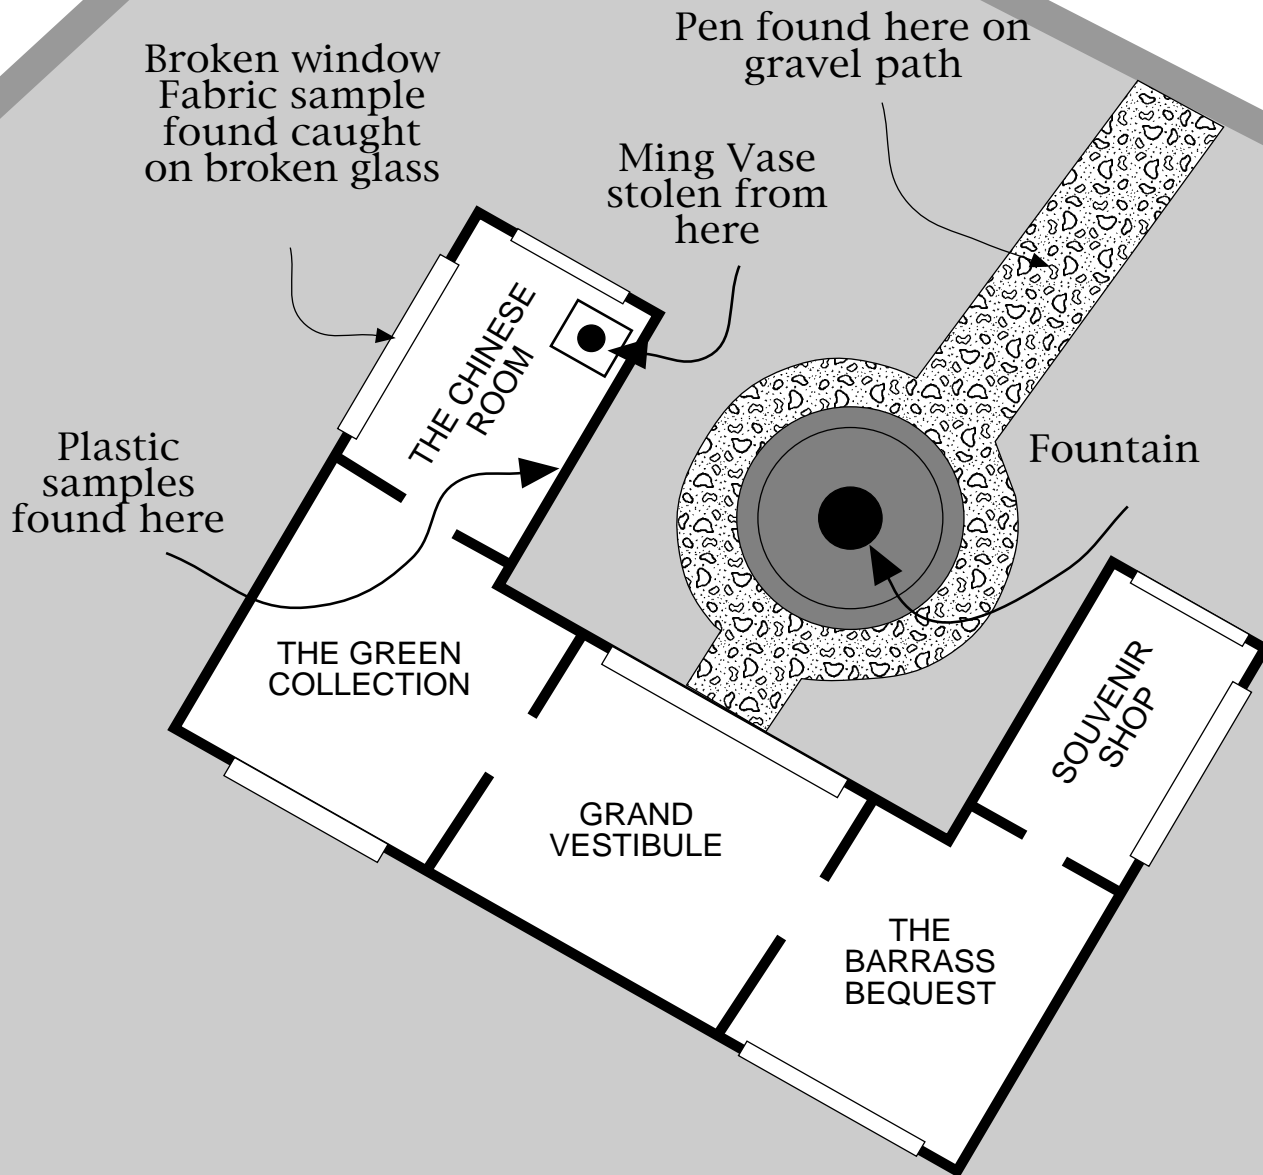 Broken window
Fabric sample
found caught
on broken glass
Pen found here on
gravel path
Ming Vase
stolen from
here
THE CHINESE
ROOM
Plastic
samples
found here
Fountain
THE GREEN
COLLECTION
SOUVENIR
SHOP
GRAND
VESTIBULE
THE
BARRASS
BEQUEST